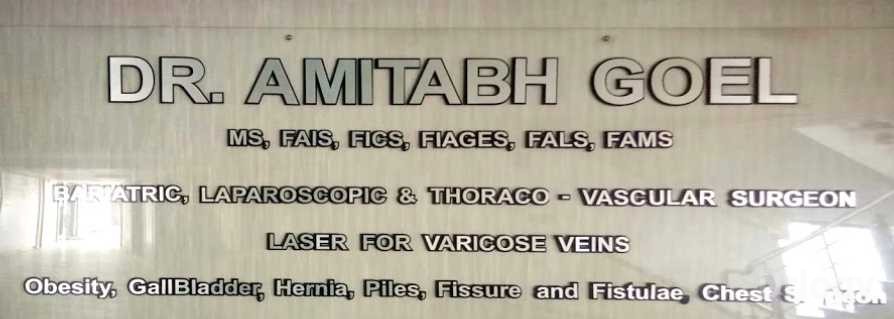 DR. AMITABH GOEL
MS, FAIS, FICS, FIAGES, FALS, FAMS
BARIATRIC, LAPAROSCOPIC & THORACO - VASCULAR SURGEON
LASER FOR VARICOSE VEINS
Obesity, GallBladder, Hernia, Piles, Fissure and Fistulae, Chest Surgeon